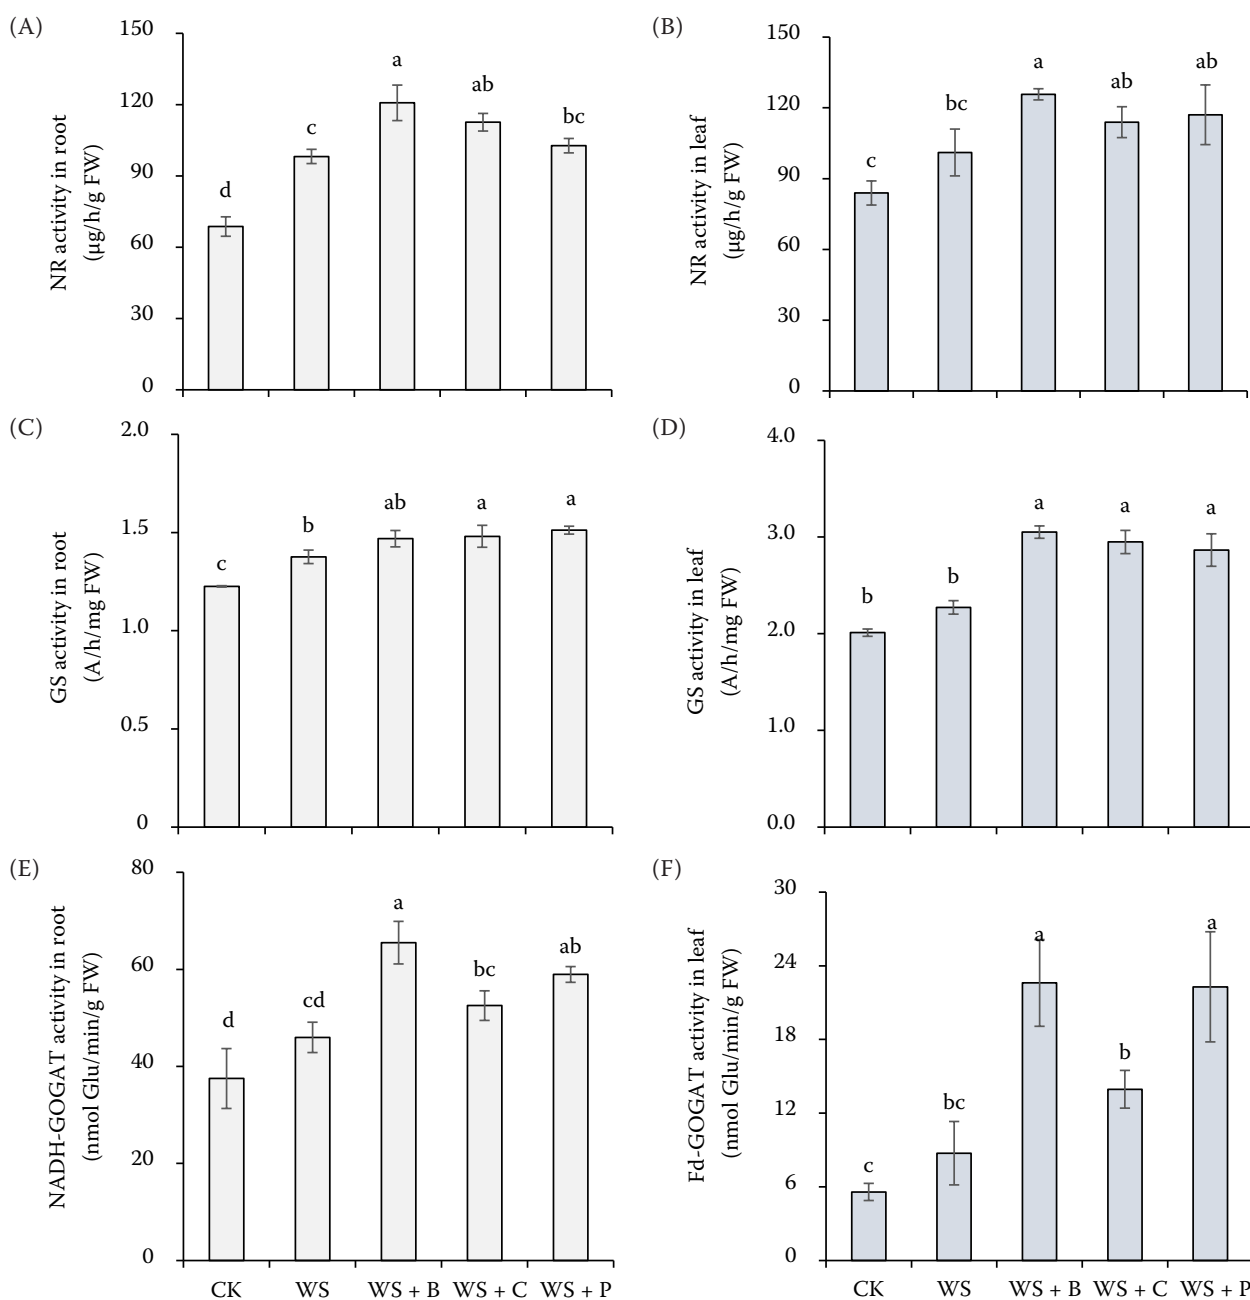 (A)
150
120
90
60
30
0
NR activity in root
(μg/h/g FW)
d
c
a
ab
bc
(B)
150
120
90
60
30
0
NR activity in leaf
(μg/h/g FW)
c
bc
a
ab
ab
(C)
2.0
1.5
1.0
0.5
0
GS activity in root
(A/h/mg FW)
c
b
ab
a
a
(D)
4.0
3.0
2.0
1.0
0.0
GS activity in leaf
(A/h/mg FW)
b
b
a
a
a
(E)
80
60
40
20
0
NADH-GOGAT activity in root
(nmol Glu/min/g FW)
d
cd
a
bc
ab
CK WS WS + B WS + C WS + P
(F)
30
24
18
12
6
0
Fd-GOGAT activity in leaf
(nmol Glu/min/g FW)
c
bc
a
b
a
CK WS WS + B WS + C WS + P